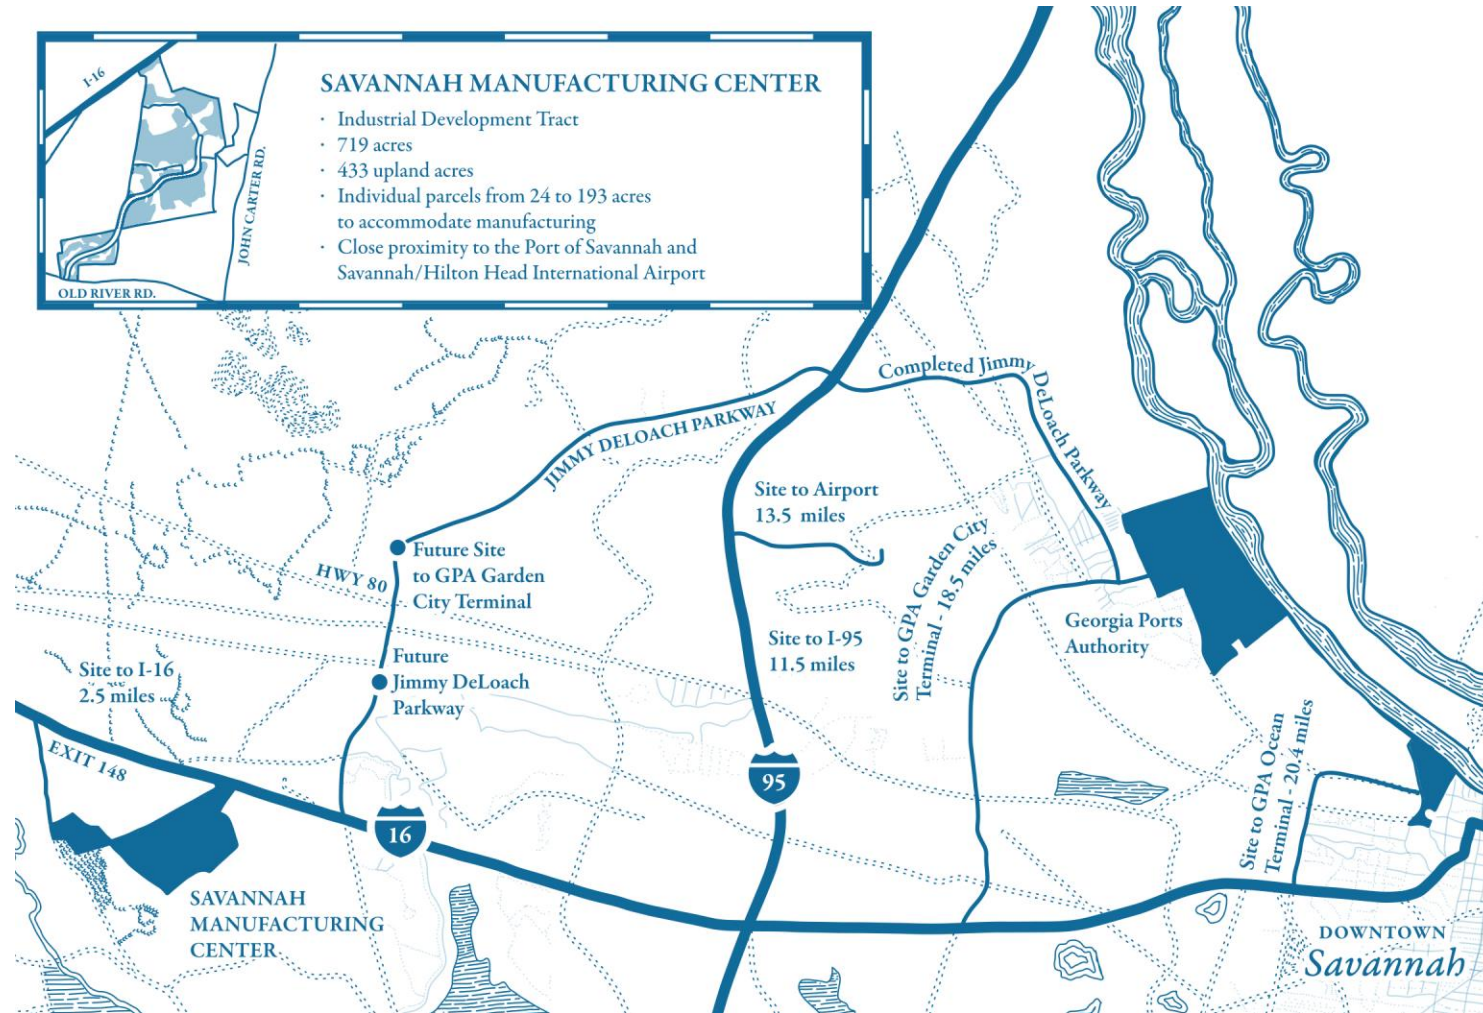 I-16
JOHN CARTER RD.
OLD RIVER RD.
SAVANNAH MANUFACTURING CENTER
· Industrial Development Tract
· 719 acres
· 433 upland acres
· Individual parcels from 24 to 193 acres
to accommodate manufacturing
· Close proximity to the Port of Savannah and
Savannah/Hilton Head International Airport
Completed Jimmy DeLoach Parkway
JIMMY DELOACH PARKWAY
Site to Airport
13.5 miles
Future Site
to GPA Garden
City Terminal
HWY 80
Site to GPA Garden City
Terminal - 18.5 miles
Georgia Ports
Authority
Site to I-95
11.5 miles
Future
Jimmy DeLoach
Parkway
Site to I-16
2.5 miles
EXIT 148
95
16
Site to GPA Ocean
Terminal - 20.4 miles
SAVANNAH
MANUFACTURING
CENTER
DOWNTOWN
Savannah